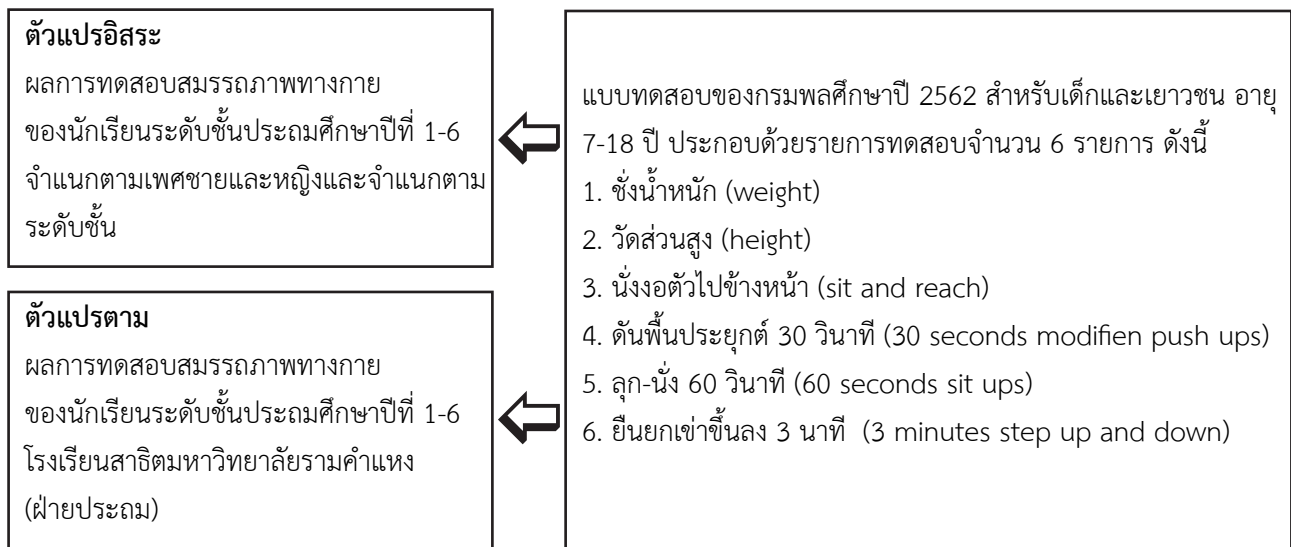 ตัวแปรอิสระ
ผลการทดสอบสมรรถภาพทางกาย
ของนักเรียนระดับชั้นประถมศึกษาปีที่ 1-6
จำแนกตามเพศชายและหญิงและจำแนกตาม
ระดับชั้น
ตัวแปรตาม
ผลการทดสอบสมรรถภาพทางกาย
ของนักเรียนระดับชั้นประถมศึกษาปีที่ 1-6
โรงเรียนสาธิตมหาวิทยาลัยรามคำแหง
(ฝ่ายประถม)
แบบทดสอบของกรมพลศึกษาปี 2562 สำหรับเด็กและเยาวชน อายุ
7-18 ปี ประกอบด้วยรายการทดสอบจำนวน 6 รายการ ดังนี้
1. ชั่งน้ำหนัก (weight)
2. วัดส่วนสูง (height)
3. นั่งงอตัวไปข้างหน้า (sit and reach)
4. ดันพื้นประยุกต์ 30 วินาที (30 seconds modifien push ups)
5. ลุก-นั่ง 60 วินาที (60 seconds sit ups)
6. ยืนยกเข่าขึ้นลง 3 นาที (3 minutes step up and down)